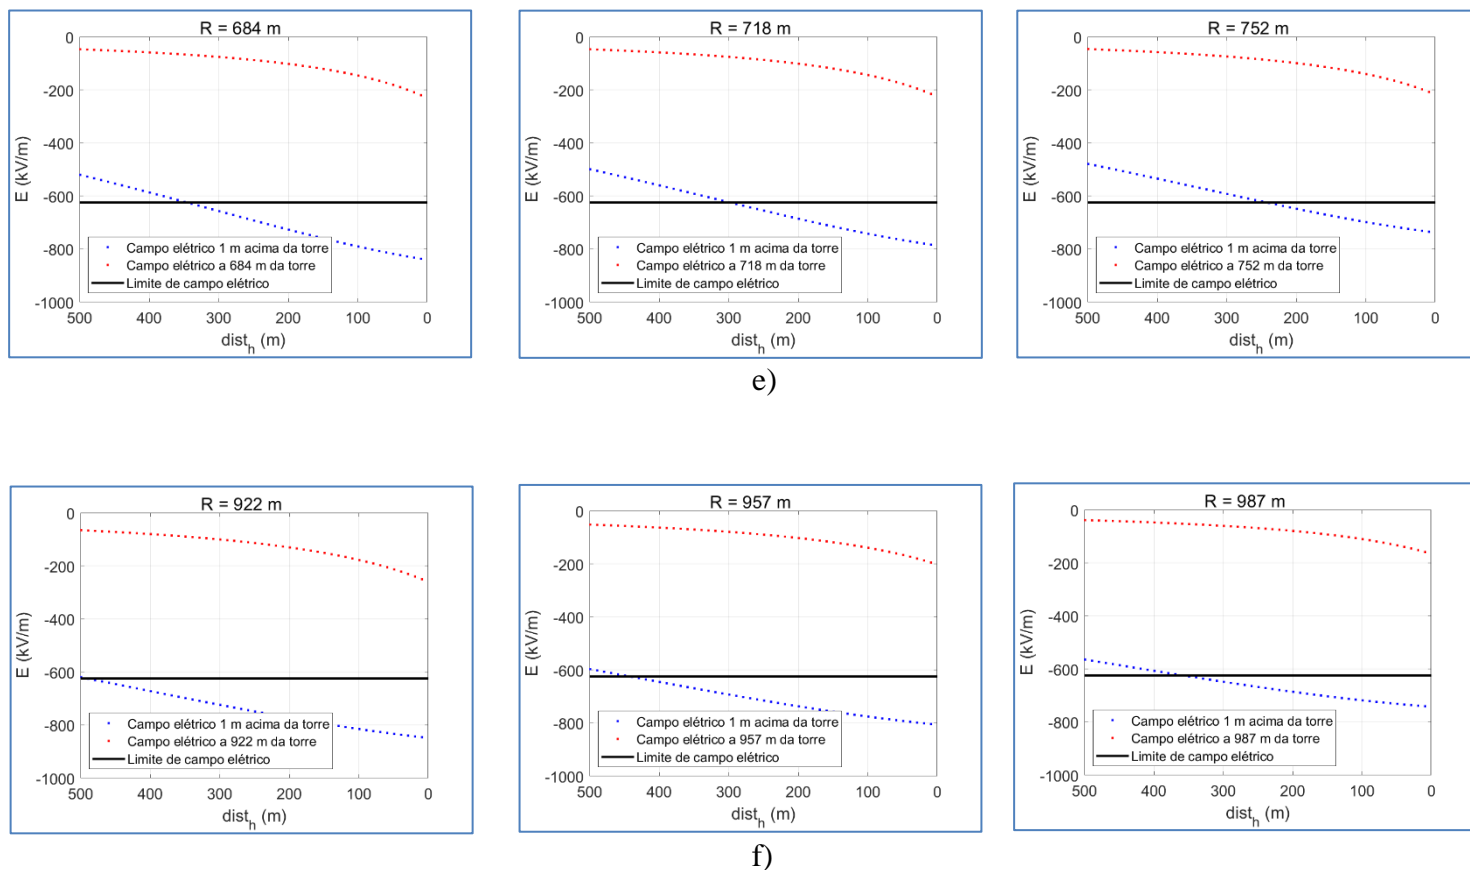 R = 684 m
0
-200
-400
-600
-800
-1000
E (kV/m)
Campo elétrico 1 m acima da torre
Campo elétrico a 684 m da torre
Limite de campo elétrico
500 400 300 200 100 0
dist_h (m)
R = 718 m
0
-200
-400
-600
-800
-1000
E (kV/m)
Campo elétrico 1 m acima da torre
Campo elétrico a 718 m da torre
Limite de campo elétrico
500 400 300 200 100 0
dist_h (m)
R = 752 m
0
-200
-400
-600
-800
-1000
E (kV/m)
Campo elétrico 1 m acima da torre
Campo elétrico a 752 m da torre
Limite de campo elétrico
500 400 300 200 100 0
dist_h (m)
e)
R = 922 m
0
-200
-400
-600
-800
-1000
E (kV/m)
Campo elétrico 1 m acima da torre
Campo elétrico a 922 m da torre
Limite de campo elétrico
500 400 300 200 100 0
dist_h (m)
R = 957 m
0
-200
-400
-600
-800
-1000
E (kV/m)
Campo elétrico 1 m acima da torre
Campo elétrico a 957 m da torre
Limite de campo elétrico
500 400 300 200 100 0
dist_h (m)
R = 987 m
0
-200
-400
-600
-800
-1000
E (kV/m)
Campo elétrico 1 m acima da torre
Campo elétrico a 987 m da torre
Limite de campo elétrico
500 400 300 200 100 0
dist_h (m)
f)